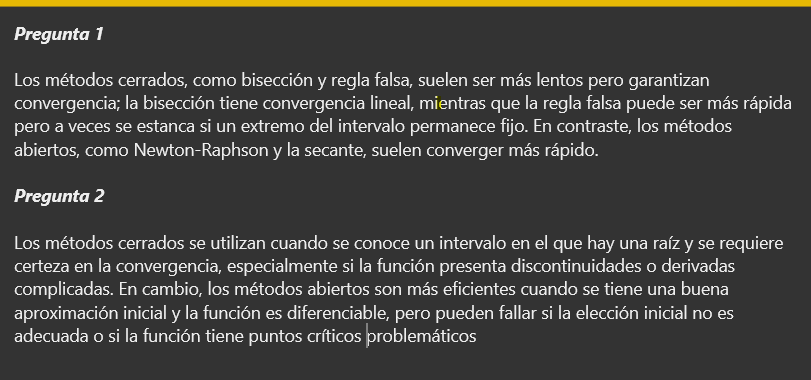 Pregunta 1
Los métodos cerrados, como bisección y regla falsa, suelen ser más lentos pero garantizan
convergencia; la bisección tiene convergencia lineal, mientras que la regla falsa puede ser más rápida
pero a veces se estanca si un extremo del intervalo permanece fijo. En contraste, los métodos
abiertos, como Newton-Raphson y la secante, suelen converger más rápido.
Pregunta 2
Los métodos cerrados se utilizan cuando se conoce un intervalo en el que hay una raíz y se requiere
certeza en la convergencia, especialmente si la función presenta discontinuidades o derivadas
complicadas. En cambio, los métodos abiertos son más eficientes cuando se tiene una buena
aproximación inicial y la función es diferenciable, pero pueden fallar si la elección inicial no es
adecuada o si la función tiene puntos críticos problemáticos